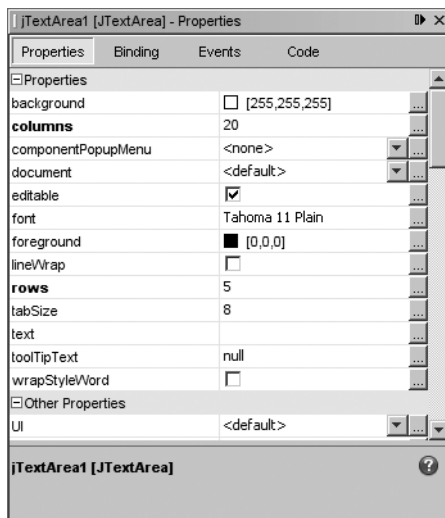 jTextArea1 [JTextArea] - Properties
Properties Binding Events Code
Properties
background [255,255,255] ...
columns 20 ...
componentPopupMenu <none> ...
document <default> ...
editable ...
font Tahoma 11 Plain ...
foreground [0,0,0] ...
lineWrap ...
rows 5 ...
tabSize 8 ...
text ...
toolTipText null ...
wrapStyleWord ...
Other Properties
UI <default> ...
jTextArea1 [JTextArea] ?